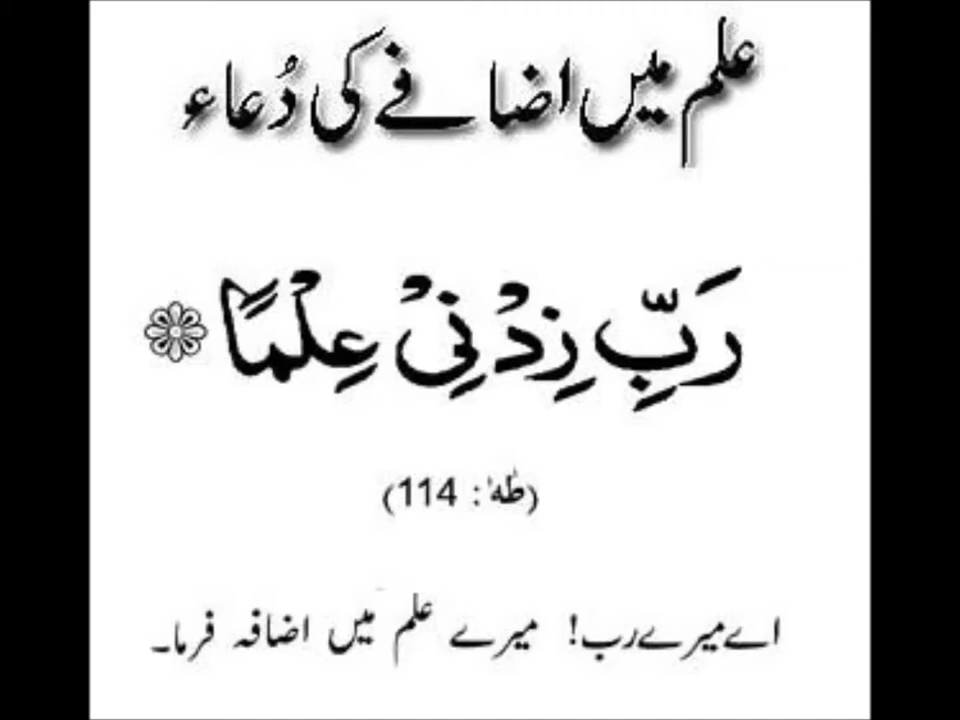 علم میں اضافے کی دُعاء
رَبِّ زِدْنِیْ عِلْمًا
(طٰهٰ : 114)
اے میرے رب! میرے علم میں اضافہ فرما۔